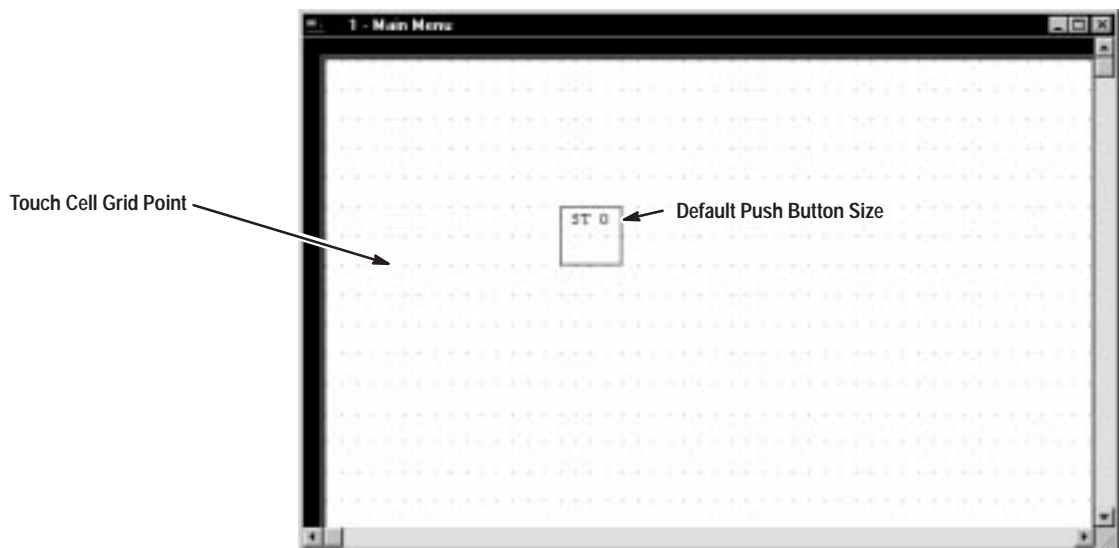 1 - Main Menu
Touch Cell Grid Point
ST 0
Default Push Button Size